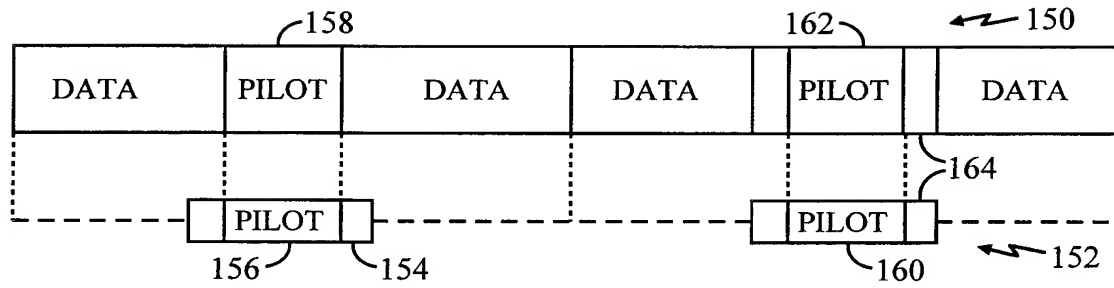 158 162 150
DATA PILOT DATA DATA PILOT DATA
164
PILOT PILOT
156 154 160 152